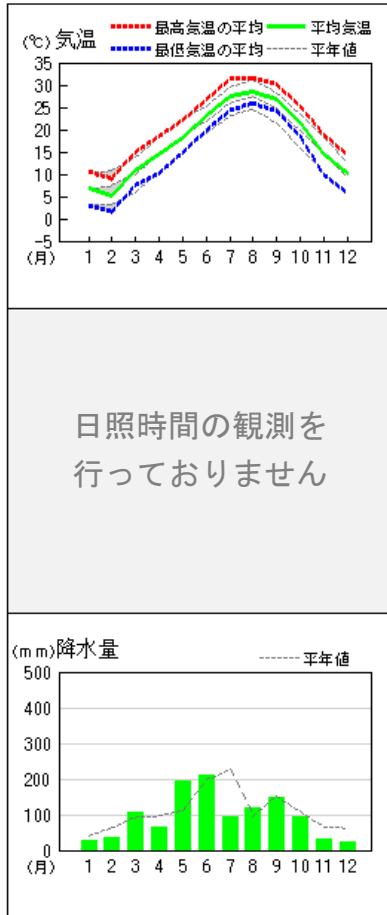 (℃) 気温 最高気温の平均 平均気温
最低気温の平均 平年値
35
30
25
20
15
10
5
0
-5
(月) 1 2 3 4 5 6 7 8 9 10 11 12
日照時間の観測を
行っておりません
(mm) 降水量 平年値
500
400
300
200
100
0
(月) 1 2 3 4 5 6 7 8 9 10 11 12